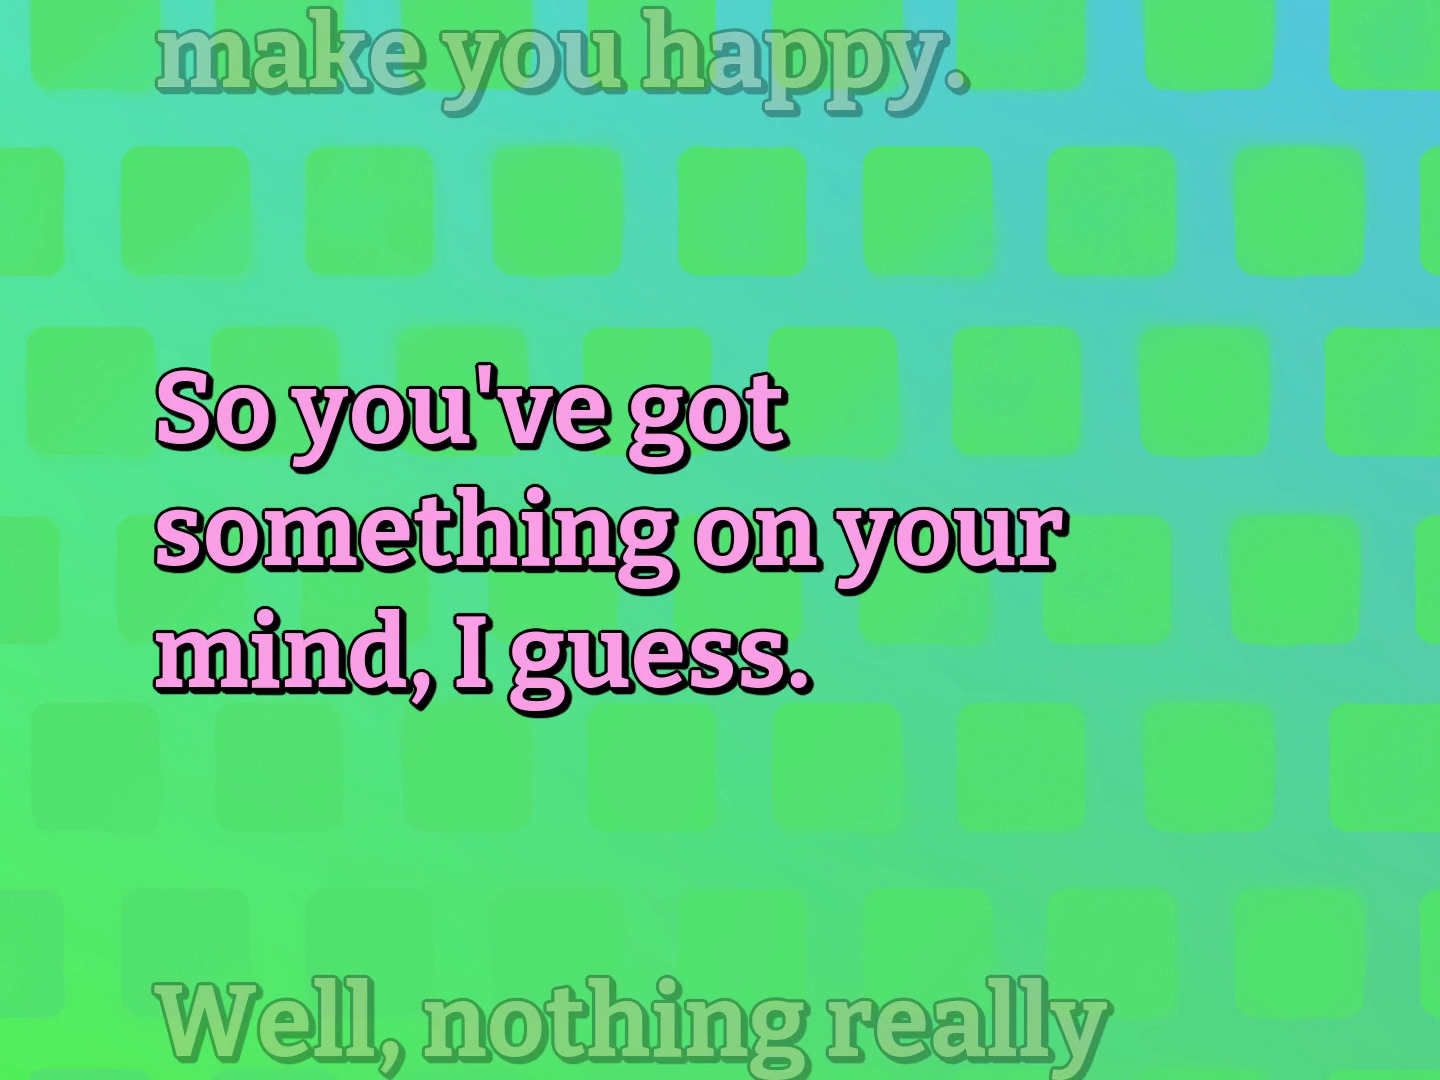 make you happy.
So you've got
something on your
mind, I guess.
Well, nothing really